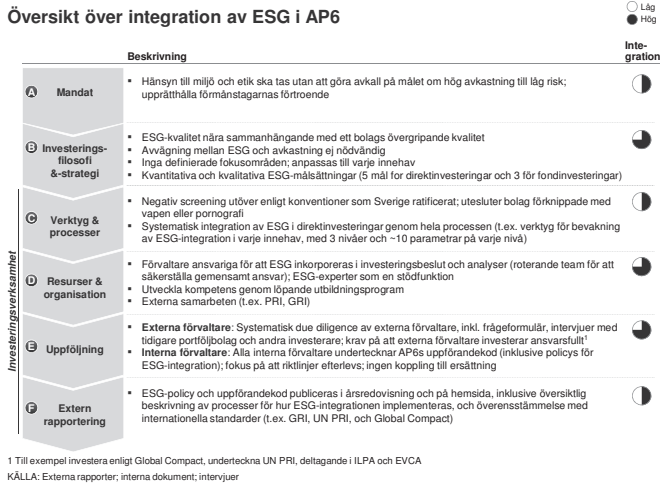 Översikt över integration av ESG i AP6
Låg
Hög
Beskrivning
Inte-
gration
A Mandat
▪ Hänsyn till miljö och etik ska tas utan att göra avkall på målet om hög avkastning till låg risk;
upprätthålla förmånstagarnas förtroende
B Investerings-
filosofi
&-strategi
▪ ESG-kvalitet nära sammanhängande med ett bolags övergripande kvalitet
▪ Avvägning mellan ESG och avkastning ej nödvändig
▪ Inga definierade fokusområden; anpassas till varje innehav
▪ Kvantitativa och kvalitativa ESG-målsättningar (5 mål for direktinvesteringar och 3 för fondinvesteringar)
Investeringsverksamhet
C Verktyg &
processer
▪ Negativ screening utöver enligt konventioner som Sverige ratificerat; utesluter bolag förknippade med
vapen eller pornografi
▪ Systematisk integration av ESG i direktinvesteringar genom hela processen (t.ex. verktyg för bevakning
av ESG-integration i varje innehav, med 3 nivåer och ~10 parametrar på varje nivå)
D Resurser &
organisation
▪ Förvaltare ansvariga för att ESG inkorporeras i investeringsbeslut och analyser (roterande team för att
säkerställa gemensamt ansvar); ESG-experter som en stödfunktion
▪ Utveckla kompetens genom löpande utbildningsprogram
▪ Externa samarbeten (t.ex. PRI, GRI)
E Uppföljning
▪ Externa förvaltare: Systematisk due diligence av externa förvaltare, inkl. frågeformulär, intervjuer med
tidigare portföljbolag och andra investerare; krav på att externa förvaltare investerar ansvarsfullt1
▪ Interna förvaltare: Alla interna förvaltare undertecknar AP6s uppförandekod (inklusive policys för
ESG-integration); fokus på att riktlinjer efterlevs; ingen koppling till ersättning
F Extern
rapportering
▪ ESG-policy och uppförandekod publiceras i årsredovisning och på hemsida, inklusive översiktlig
beskrivning av processer för hur ESG-integrationen implementeras, och överensstämmelse med
internationella standarder (t.ex. GRI, UN PRI, och Global Compact)
1 Till exempel investera enligt Global Compact, underteckna UN PRI, deltagande i ILPA och EVCA
KÄLLA: Externa rapporter; interna dokument; intervjuer